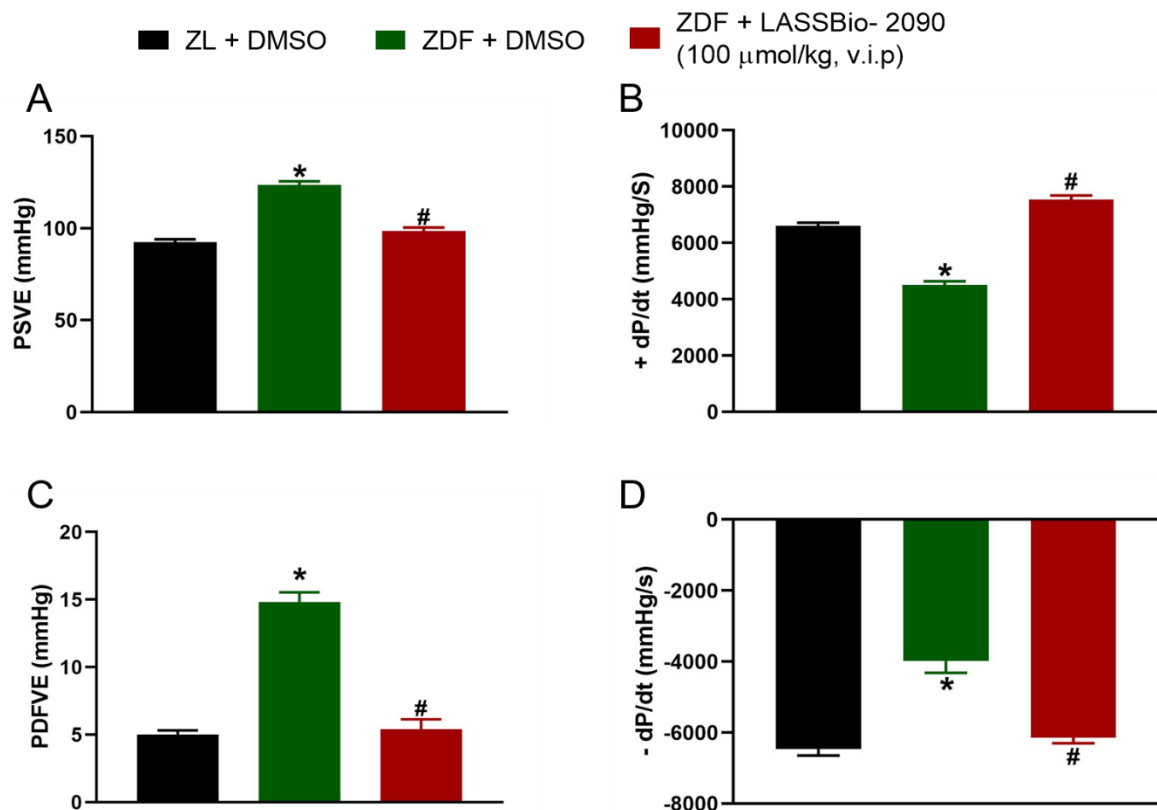 ZL + DMSO
ZDF + DMSO
ZDF + LASSBio- 2090
(100 μmol/kg, v.i.p)
A
PSVE (mmHg)
150
100
50
0
*
#
B
+ dP/dt (mmHg/S)
10000
8000
6000
4000
2000
0
*
#
C
PDFVE (mmHg)
20
15
10
5
0
*
#
D
- dP/dt (mmHg/s)
0
-2000
-4000
-6000
-8000
*
#